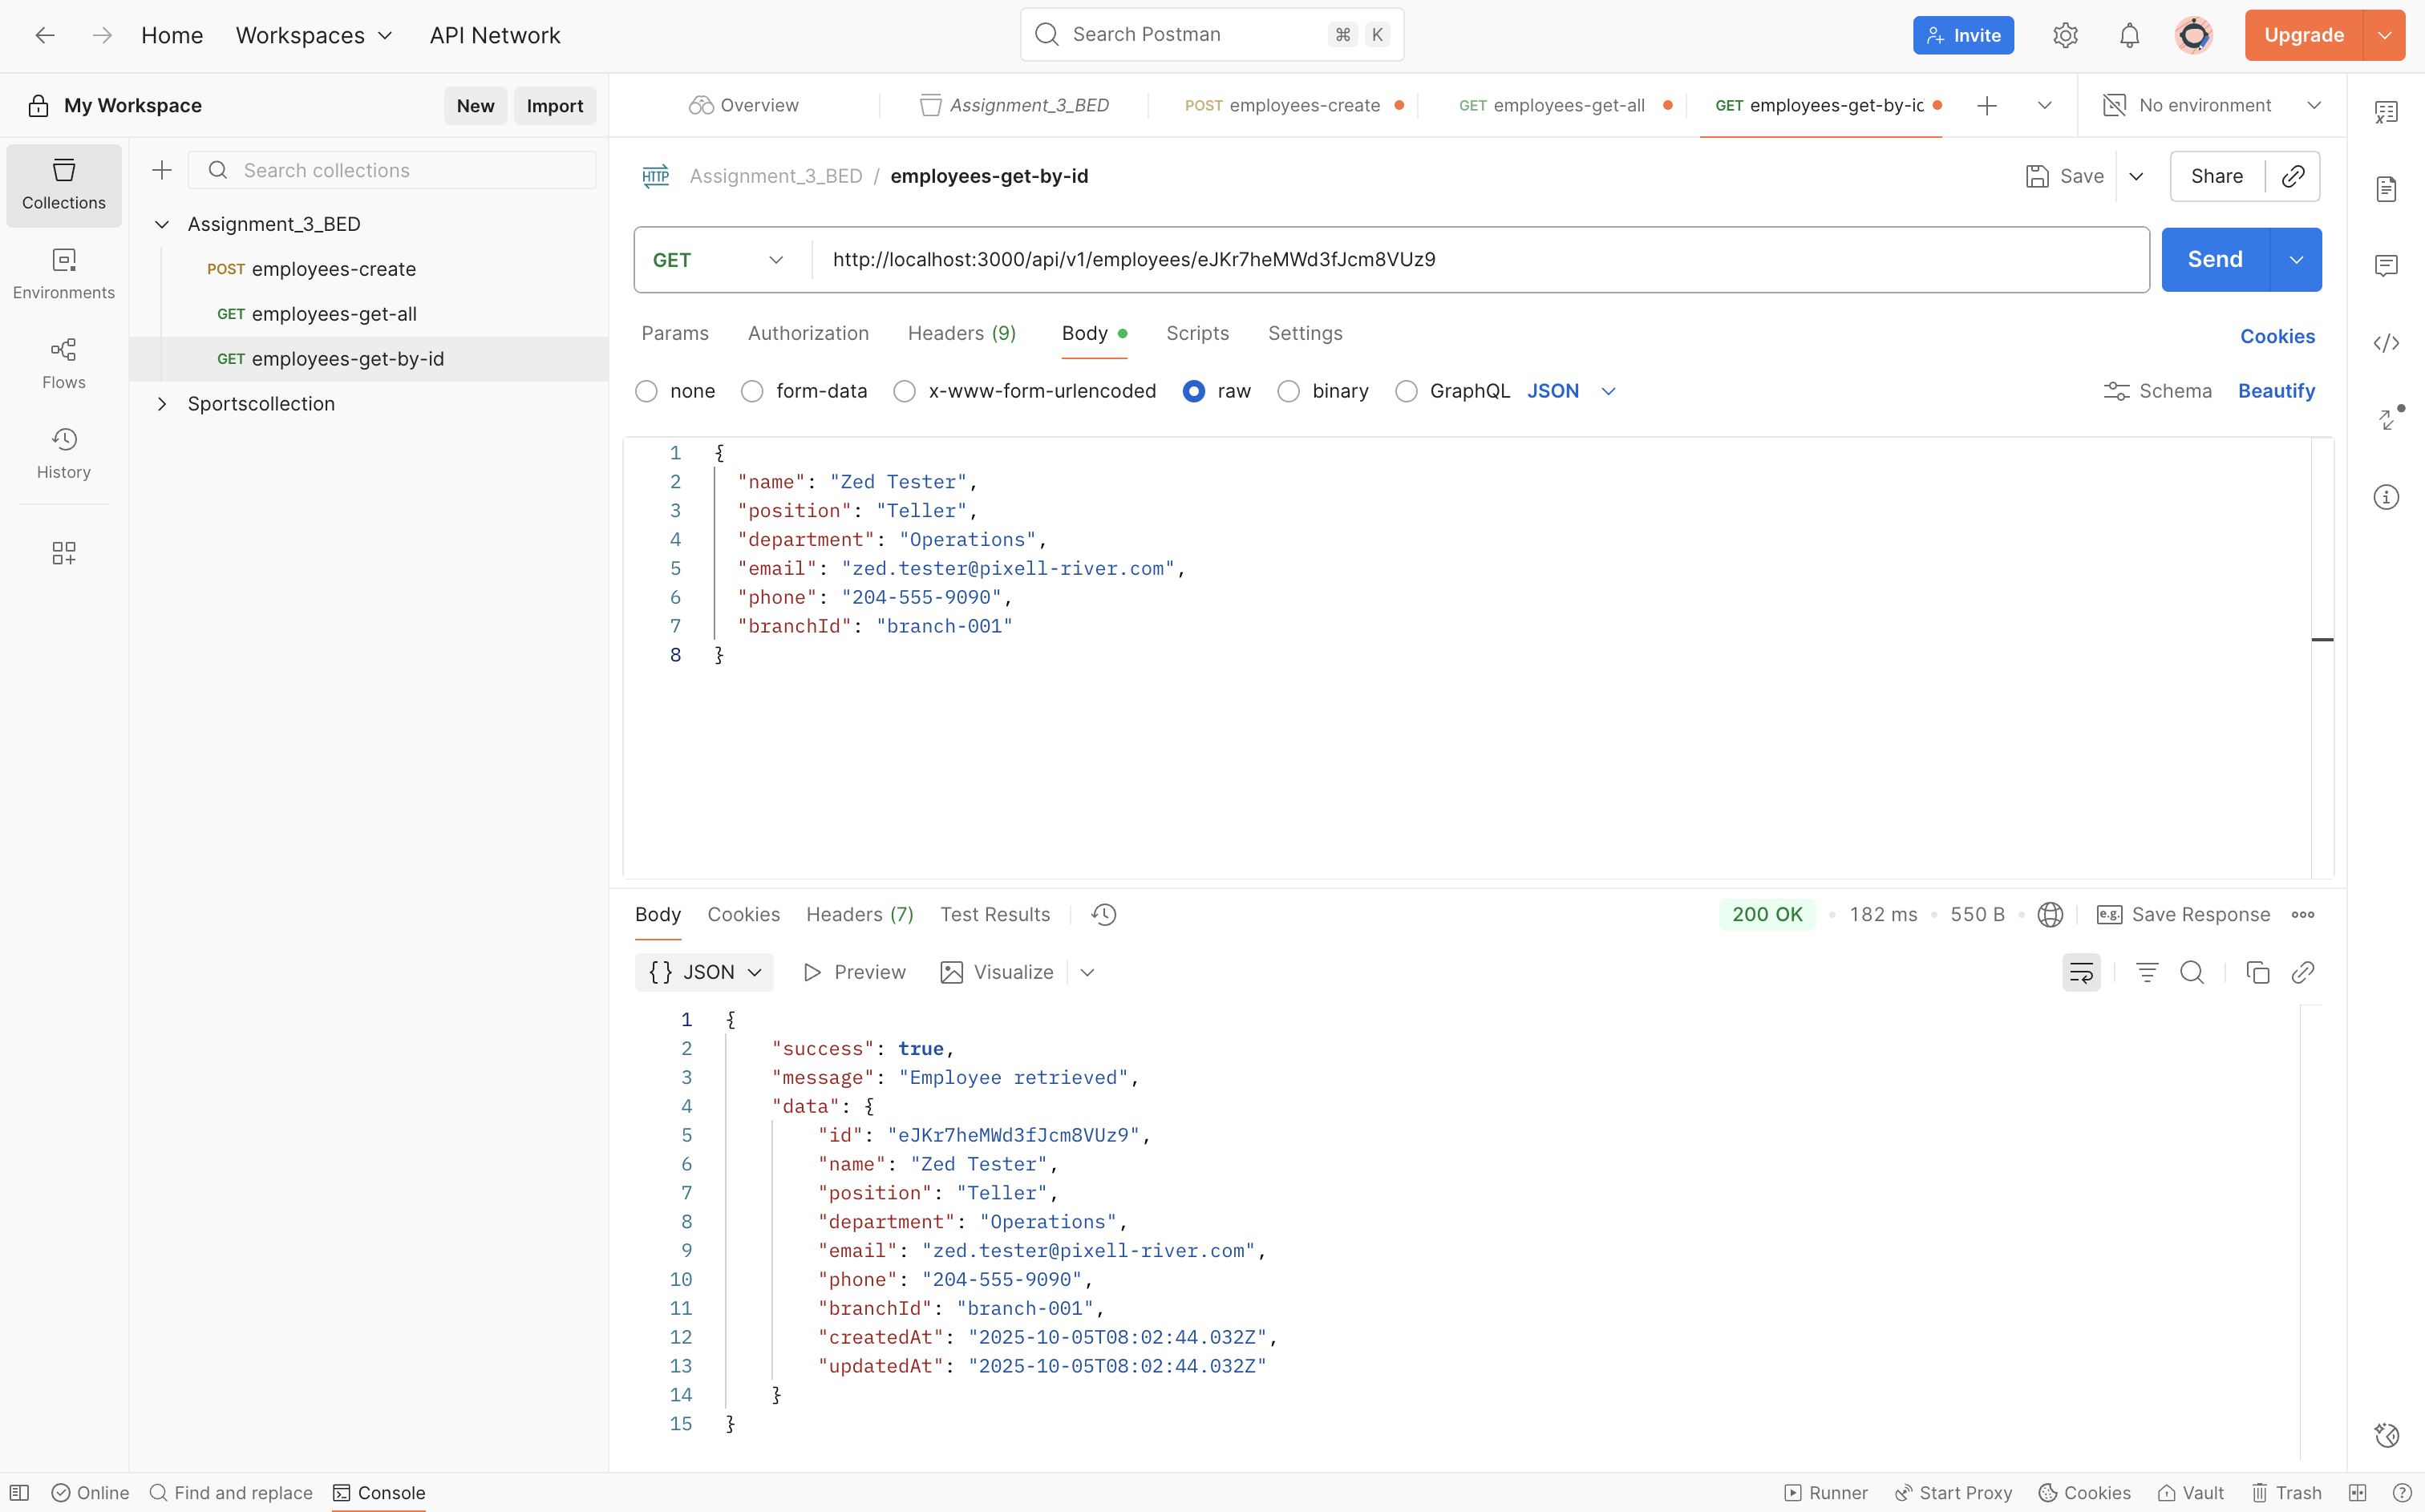 Home Workspaces API Network Search Postman ⌘ K Invite Upgrade
My Workspace New Import Overview Assignment_3_BED POST employees-create GET employees-get-all GET employees-get-by-ic No environment
Collections
Environments
Flows
History
Search collections
Assignment_3_BED
POST employees-create
GET employees-get-all
GET employees-get-by-id
Sportscollection
HTTP Assignment_3_BED / employees-get-by-id Save Share
GET http://localhost:3000/api/v1/employees/eJKr7heMWd3fJcm8VUz9 Send
Params Authorization Headers (9) Body Scripts Settings Cookies
none form-data x-www-form-urlencoded raw binary GraphQL JSON Schema Beautify
1 {
2 "name": "Zed Tester",
3 "position": "Teller",
4 "department": "Operations",
5 "email": "zed.tester@pixell-river.com",
6 "phone": "204-555-9090",
7 "branchId": "branch-001"
8 }
Body Cookies Headers (7) Test Results 200 OK 182 ms 550 B e.g. Save Response
{} JSON Preview Visualize
1 {
2 "success": true,
3 "message": "Employee retrieved",
4 "data": {
5 "id": "eJKr7heMWd3fJcm8VUz9",
6 "name": "Zed Tester",
7 "position": "Teller",
8 "department": "Operations",
9 "email": "zed.tester@pixell-river.com",
10 "phone": "204-555-9090",
11 "branchId": "branch-001",
12 "createdAt": "2025-10-05T08:02:44.032Z",
13 "updatedAt": "2025-10-05T08:02:44.032Z"
14 }
15 }
Online Find and replace Console Runner Start Proxy Cookies Vault Trash